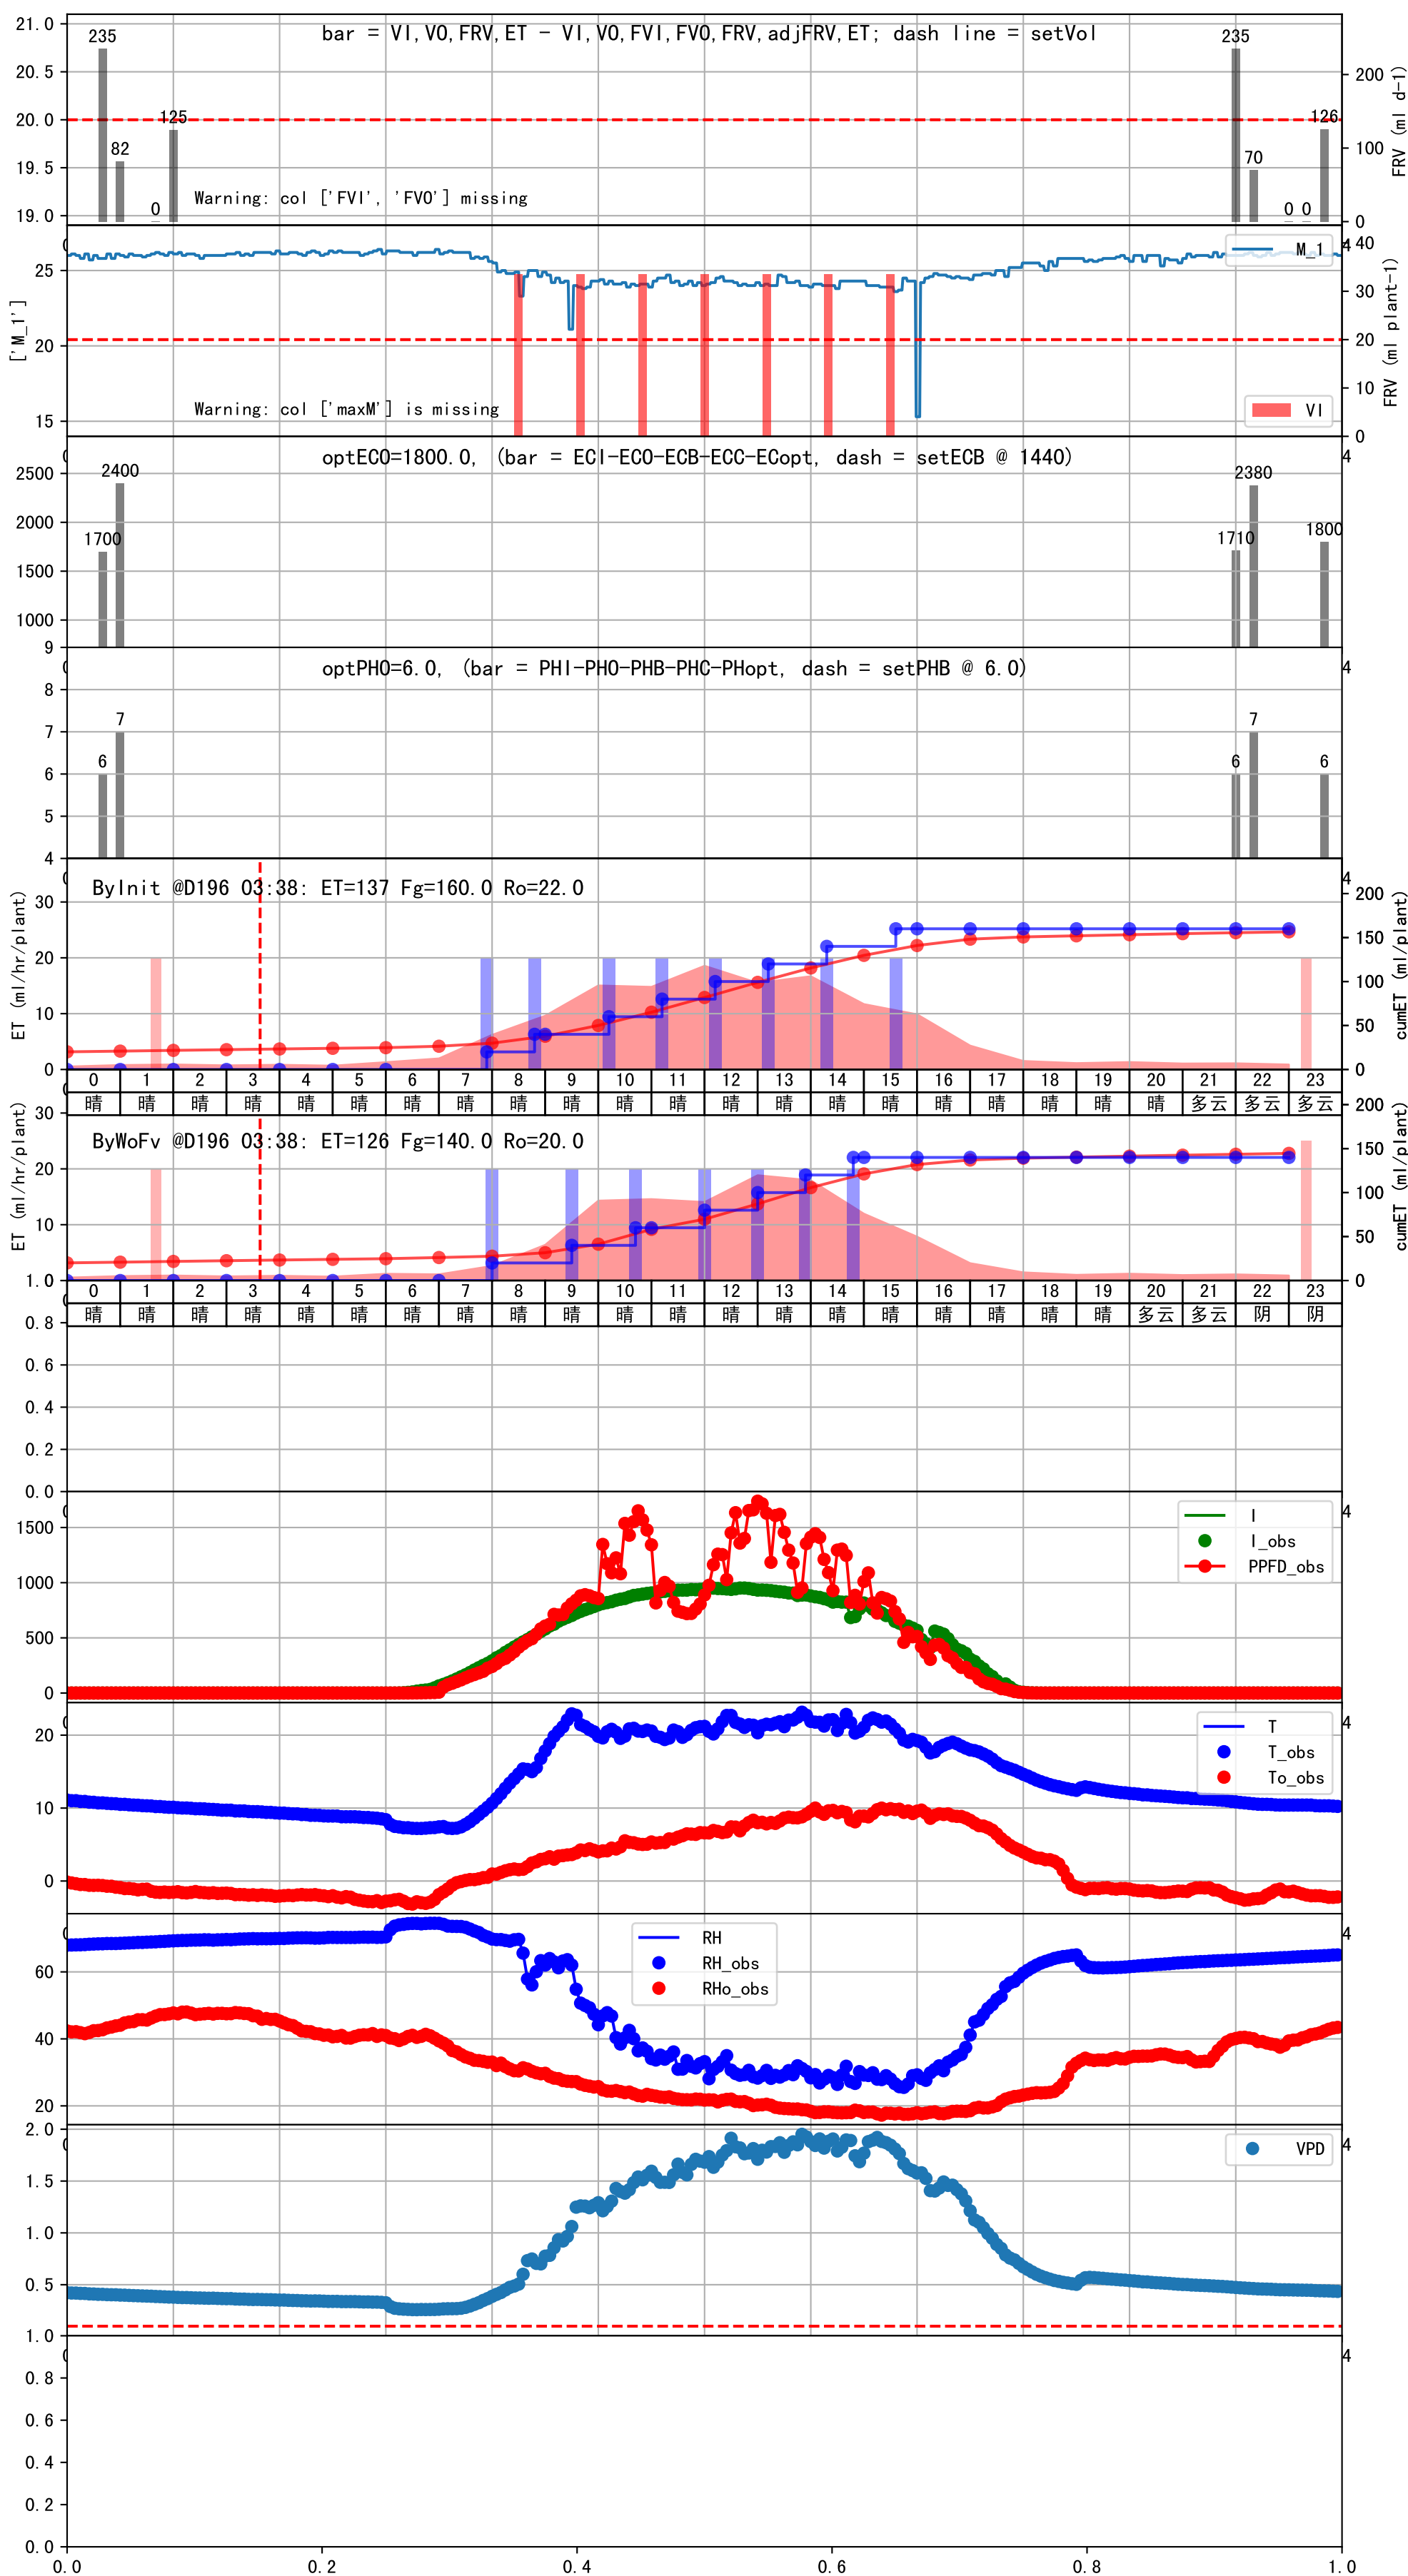 bar = VI,VO,FRV,ET - VI,VO,FVI,FVO,FRV,adjFRV,ET; dash line = setVol
21.0
20.5
20.0
19.5
19.0
235
82
0
125
235
70
0
0
126
200
100
0
FRV (ml d-1)
Warning: col ['FVI', 'FVO'] missing
M_1
25
20
15
['M_1']
40
30
20
10
0
FRV (ml plant-1)
Warning: col ['maxM'] is missing
VI
optECO=1800.0, (bar = ECI-ECO-ECB-ECC-ECopt, dash = setECB @ 1440)
2500
2000
1500
1000
1700
2400
1710
2380
1800
optPHO=6.0, (bar = PHI-PHO-PHB-PHC-PHopt, dash = setPHB @ 6.0)
9
8
7
6
5
4
6
7
6
7
6
ByInit @D196 03:38: ET=137 Fg=160.0 Ro=22.0
30
20
10
0
ET (ml/hr/plant)
200
150
100
50
0
cumET (ml/plant)
0 1 2 3 4 5 6 7 8 9 10 11 12 13 14 15 16 17 18 19 20 21 22 23
晴 晴 晴 晴 晴 晴 晴 晴 晴 晴 晴 晴 晴 晴 晴 晴 晴 晴 晴 晴 晴 多云 多云 多云
ByWoFv @D196 03:38: ET=126 Fg=140.0 Ro=20.0
30
20
10
ET (ml/hr/plant)
200
150
100
50
0
cumET (ml/plant)
0 1 2 3 4 5 6 7 8 9 10 11 12 13 14 15 16 17 18 19 20 21 22 23
晴 晴 晴 晴 晴 晴 晴 晴 晴 晴 晴 晴 晴 晴 晴 晴 晴 晴 晴 晴 多云 多云 阴 阴
1.0
0.8
0.6
0.4
0.2
0.0
1500
1000
500
0
I
I_obs
PPFD_obs
20
10
0
T
T_obs
To_obs
60
40
20
RH
RH_obs
RHo_obs
2.0
1.5
1.0
0.5
VPD
1.0
0.8
0.6
0.4
0.2
0.0
0.0 0.2 0.4 0.6 0.8 1.0